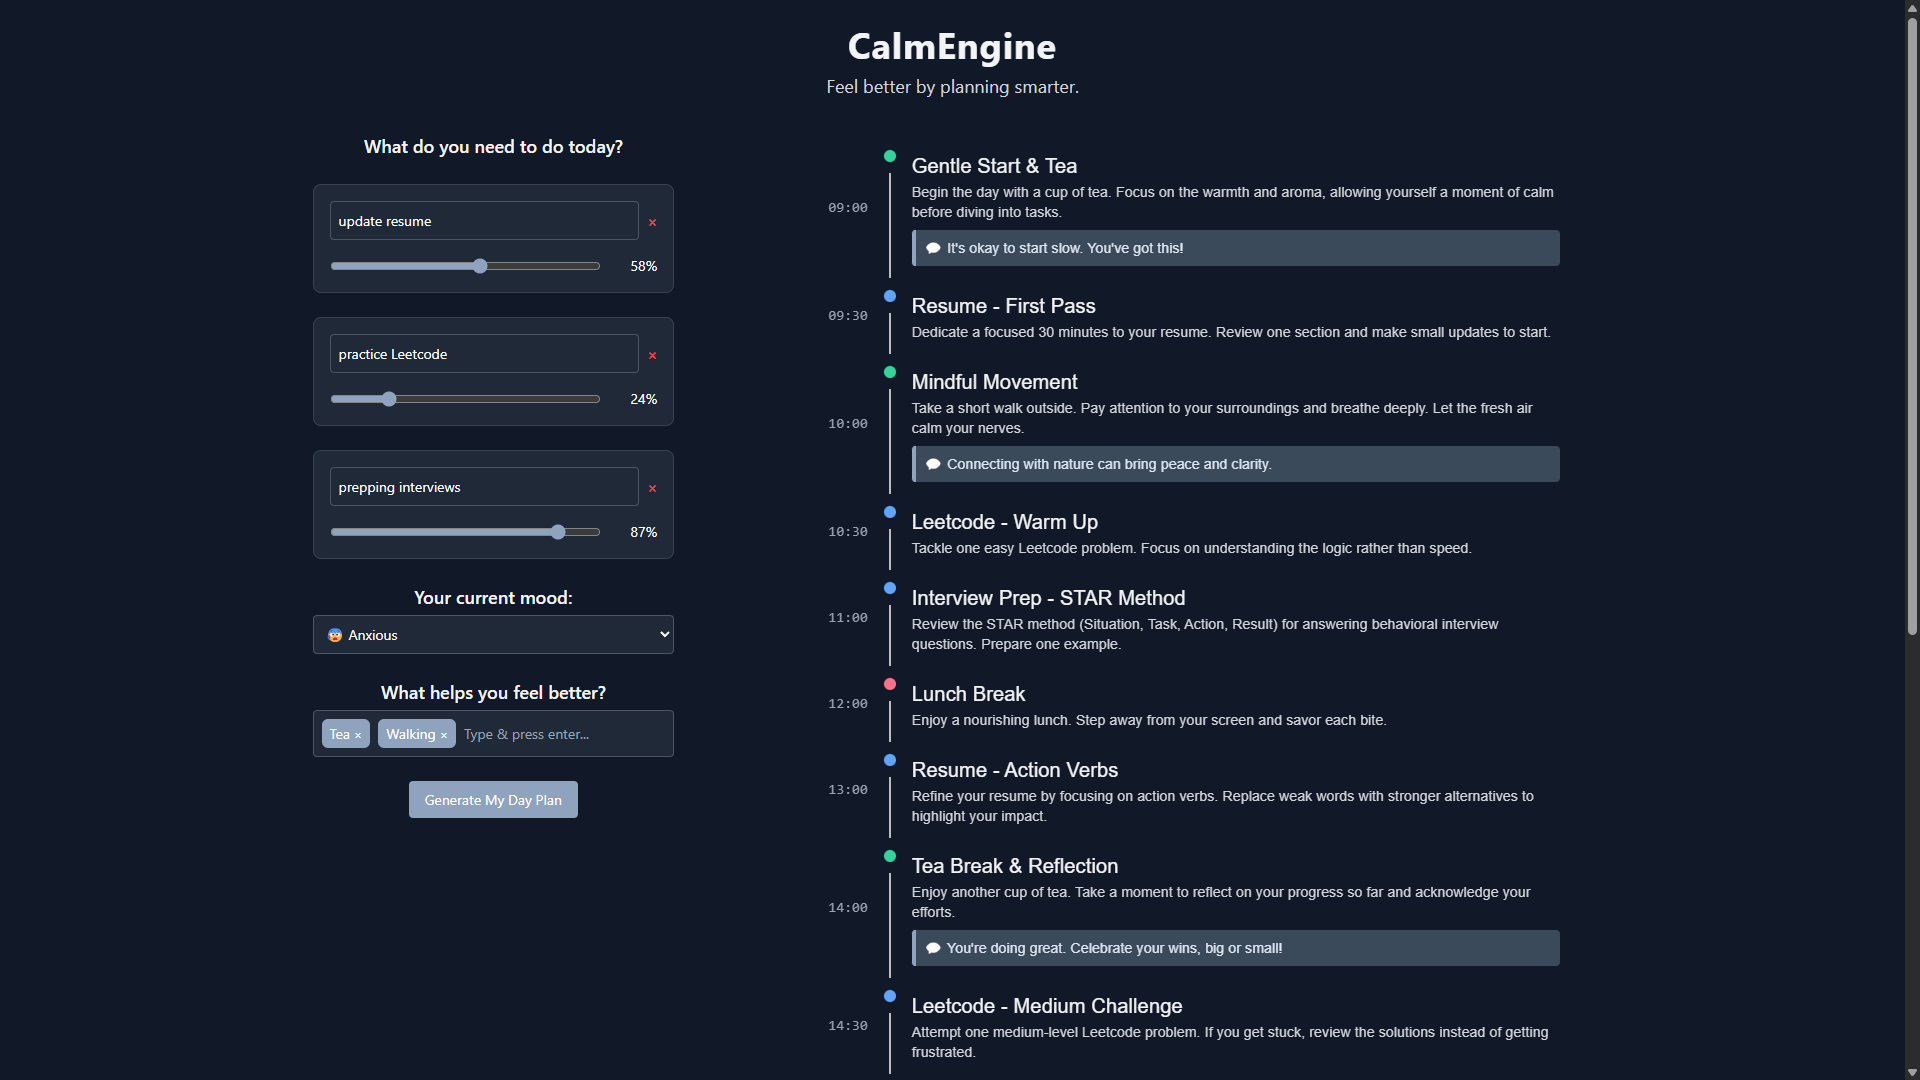 CalmEngine
Feel better by planning smarter.
What do you need to do today?
update resume ×
58%
practice Leetcode ×
24%
prepping interviews ×
87%
Your current mood:
😰 Anxious
What helps you feel better?
Tea × Walking × Type & press enter...
Generate My Day Plan
Gentle Start & Tea
09:00
Begin the day with a cup of tea. Focus on the warmth and aroma, allowing yourself a moment of calm
before diving into tasks.
💬 It's okay to start slow. You've got this!
Resume - First Pass
09:30
Dedicate a focused 30 minutes to your resume. Review one section and make small updates to start.
Mindful Movement
10:00
Take a short walk outside. Pay attention to your surroundings and breathe deeply. Let the fresh air
calm your nerves.
💬 Connecting with nature can bring peace and clarity.
Leetcode - Warm Up
10:30
Tackle one easy Leetcode problem. Focus on understanding the logic rather than speed.
Interview Prep - STAR Method
11:00
Review the STAR method (Situation, Task, Action, Result) for answering behavioral interview
questions. Prepare one example.
Lunch Break
12:00
Enjoy a nourishing lunch. Step away from your screen and savor each bite.
Resume - Action Verbs
13:00
Refine your resume by focusing on action verbs. Replace weak words with stronger alternatives to
highlight your impact.
Tea Break & Reflection
14:00
Enjoy another cup of tea. Take a moment to reflect on your progress so far and acknowledge your
efforts.
💬 You're doing great. Celebrate your wins, big or small!
Leetcode - Medium Challenge
14:30
Attempt one medium-level Leetcode problem. If you get stuck, review the solutions instead of getting
frustrated.